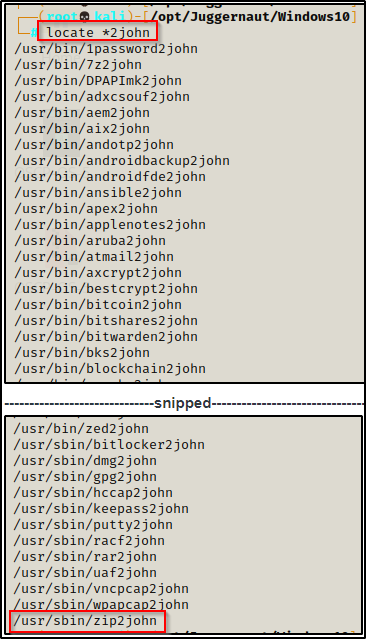 (root💀kali)-[/opt/Juggernaut/Windows10]
# locate *2john
/usr/bin/1password2john
/usr/bin/7z2john
/usr/bin/DPAPImk2john
/usr/bin/adxcsouf2john
/usr/bin/aem2john
/usr/bin/aix2john
/usr/bin/andotp2john
/usr/bin/androidbackup2john
/usr/bin/androidfde2john
/usr/bin/ansible2john
/usr/bin/apex2john
/usr/bin/applenotes2john
/usr/bin/aruba2john
/usr/bin/atmail2john
/usr/bin/axcrypt2john
/usr/bin/bestcrypt2john
/usr/bin/bitcoin2john
/usr/bin/bitshares2john
/usr/bin/bitwarden2john
/usr/bin/bks2john
/usr/bin/blockchain2john
-------------------------------snipped-------------------------------
/usr/bin/zed2john
/usr/sbin/bitlocker2john
/usr/sbin/dmg2john
/usr/sbin/gpg2john
/usr/sbin/hccap2john
/usr/sbin/keepass2john
/usr/sbin/putty2john
/usr/sbin/racf2john
/usr/sbin/rar2john
/usr/sbin/uaf2john
/usr/sbin/vncpcap2john
/usr/sbin/wpapcap2john
/usr/sbin/zip2john